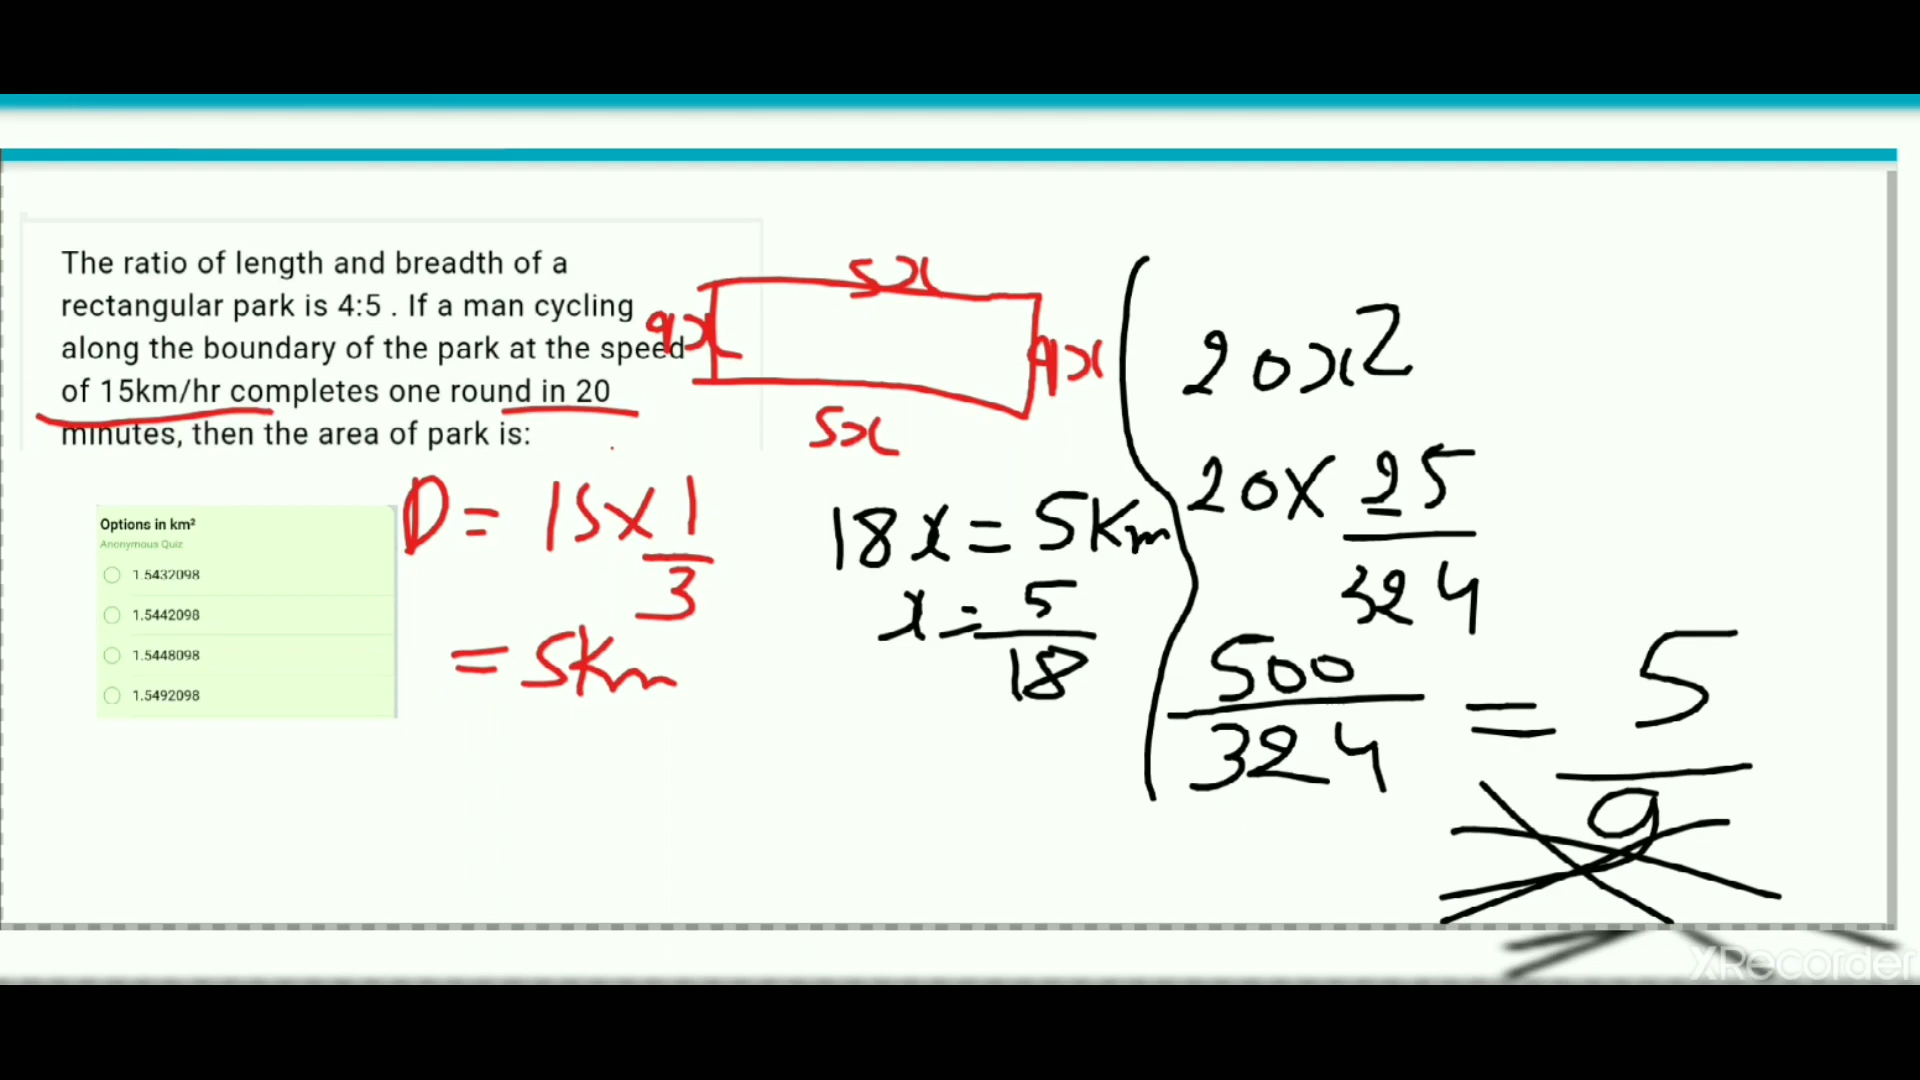 The ratio of length and breadth of a
rectangular park is 4:5 . If a man cycling
along the boundary of the park at the speed
of 15km/hr completes one round in 20
minutes, then the area of park is:
Options in km²
Anonymous Quiz
1.5432098
1.5442098
1.5448098
1.5492098
5x
4x
4x
5x
D = 15 × 1/3
= 5Km
18x = 5Km
x = 5/18
20x²
20 × 25/324
500/324 = 5/9
XRecorder